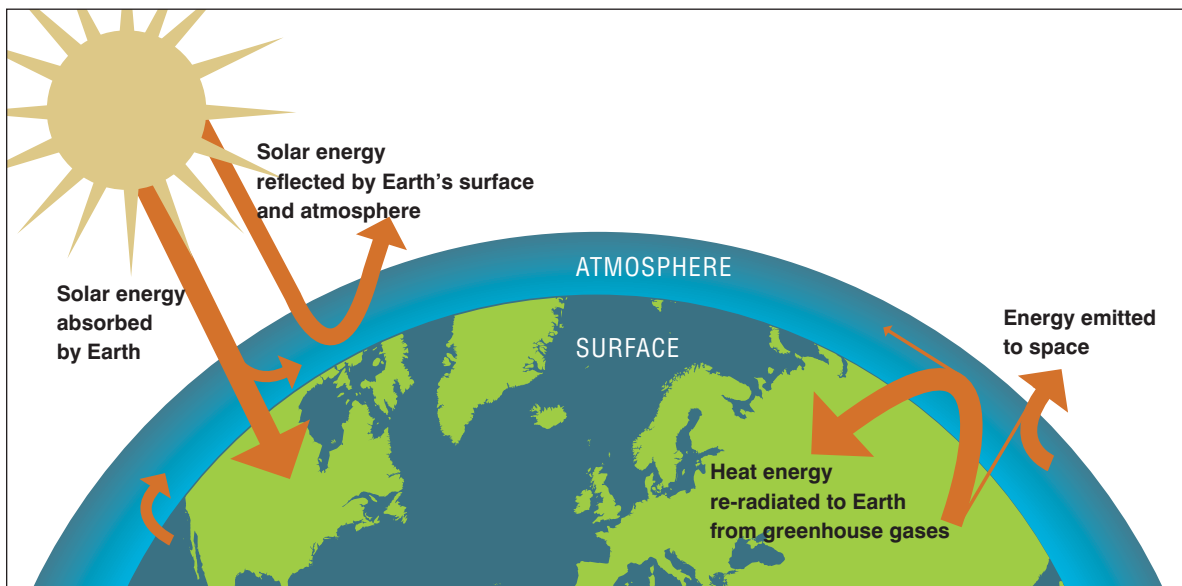 Solar energy
reflected by Earth's surface
and atmosphere
Solar energy
absorbed
by Earth
ATMOSPHERE
SURFACE
Energy emitted
to space
Heat energy
re-radiated to Earth
from greenhouse gases